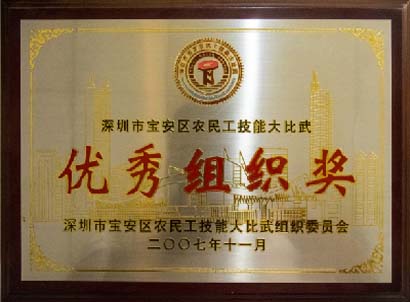 深圳市宝安区农民工技能大比武
优秀组织奖
深圳市宝安区农民工技能大比武组织委员会
二〇〇七年十一月